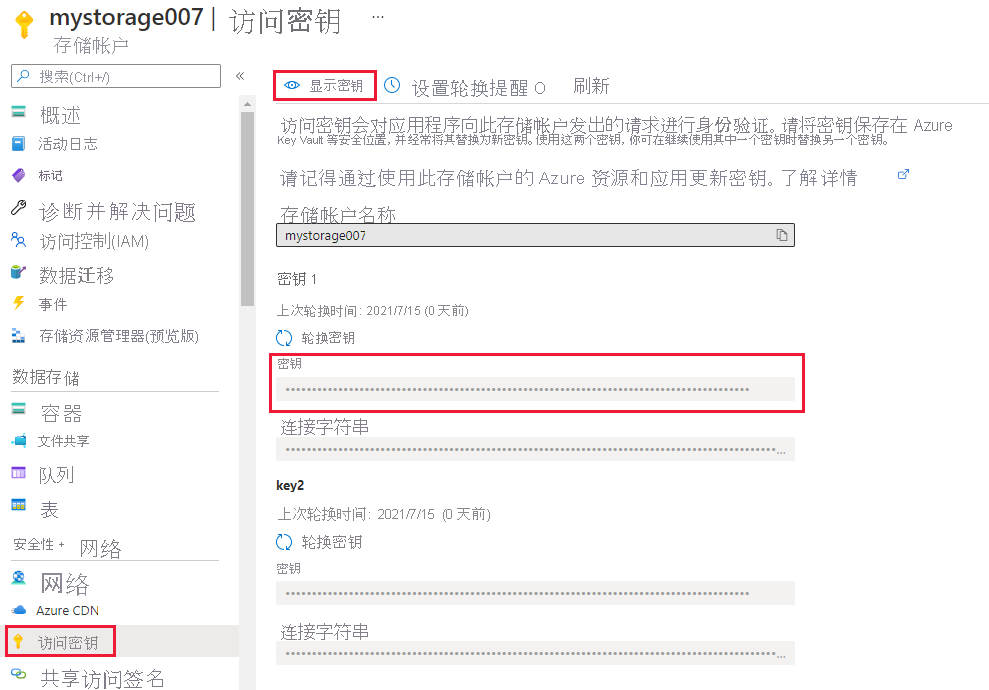 mystorage007 | 访问密钥 ...
存储帐户
搜索(Ctrl+/)
«
概述
活动日志
标记
诊断并解决问题
访问控制(IAM)
数据迁移
事件
存储资源管理器(预览版)
数据存储
容器
文件共享
队列
表
安全性 + 网络
网络
Azure CDN
访问密钥
共享访问签名
显示密钥 设置轮换提醒 O 刷新
访问密钥会对应用程序向此存储帐户发出的请求进行身份验证。请将密钥保存在 Azure
Key Vault 等安全位置, 并经常将其替换为新密钥。使用这两个密钥, 你可在继续使用其中一个密钥时替换另一个密钥。
请记得通过使用此存储帐户的 Azure 资源和应用更新密钥。了解详情
存储帐户名称
mystorage007
密钥 1
上次轮换时间: 2021/7/15 (0 天前)
轮换密钥
密钥
连接字符串
...
key2
上次轮换时间: 2021/7/15 (0 天前)
轮换密钥
密钥
连接字符串
...